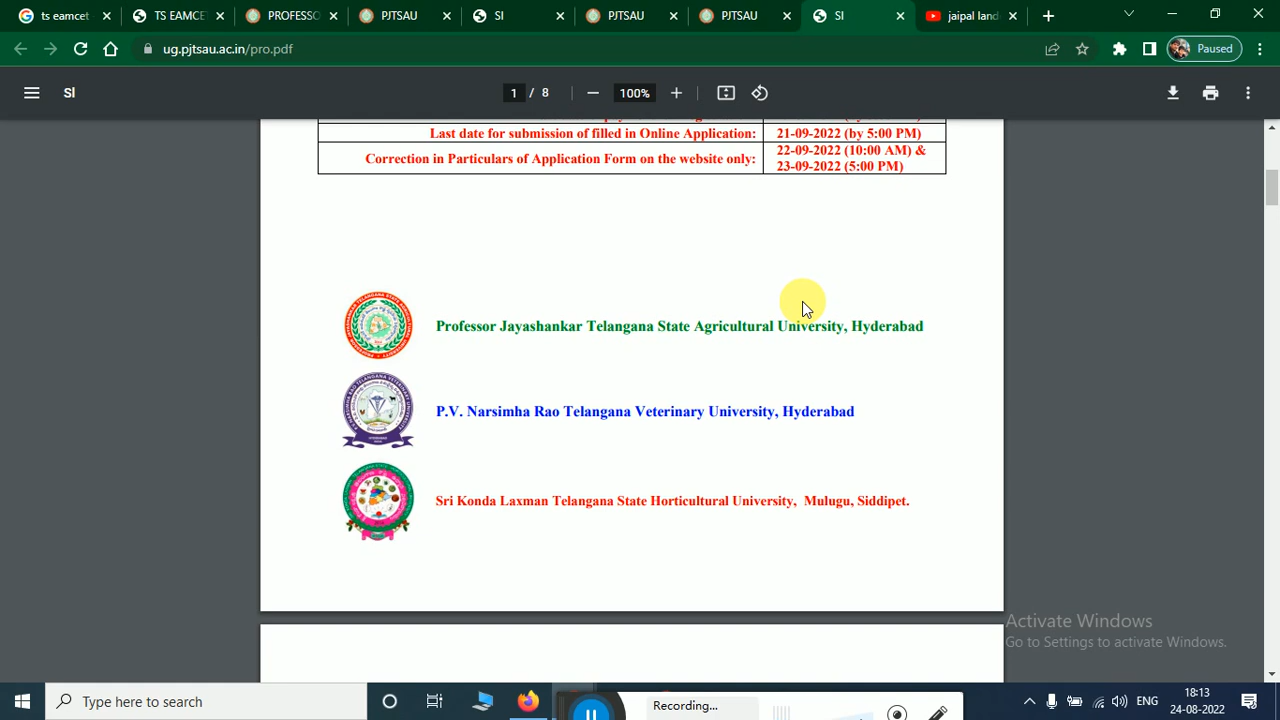 ts eamcet
TS EAMCE
PROFESSO
PJTSAU
SI
PJTSAU
PJTSAU
SI
jaipal land
ug.pjtsau.ac.in/pro.pdf
Paused
SI
1 / 8
100%
Last date for submission of filled in Online Application:
21-09-2022 (by 5:00 PM)
Correction in Particulars of Application Form on the website only:
22-09-2022 (10:00 AM) &
23-09-2022 (5:00 PM)
Professor Jayashankar Telangana State Agricultural University, Hyderabad
P.V. Narsimha Rao Telangana Veterinary University, Hyderabad
Sri Konda Laxman Telangana State Horticultural University, Mulugu, Siddipet.
Activate Windows
Go to Settings to activate Windows.
Type here to search
Recording...
ENG
18:13
24-08-2022